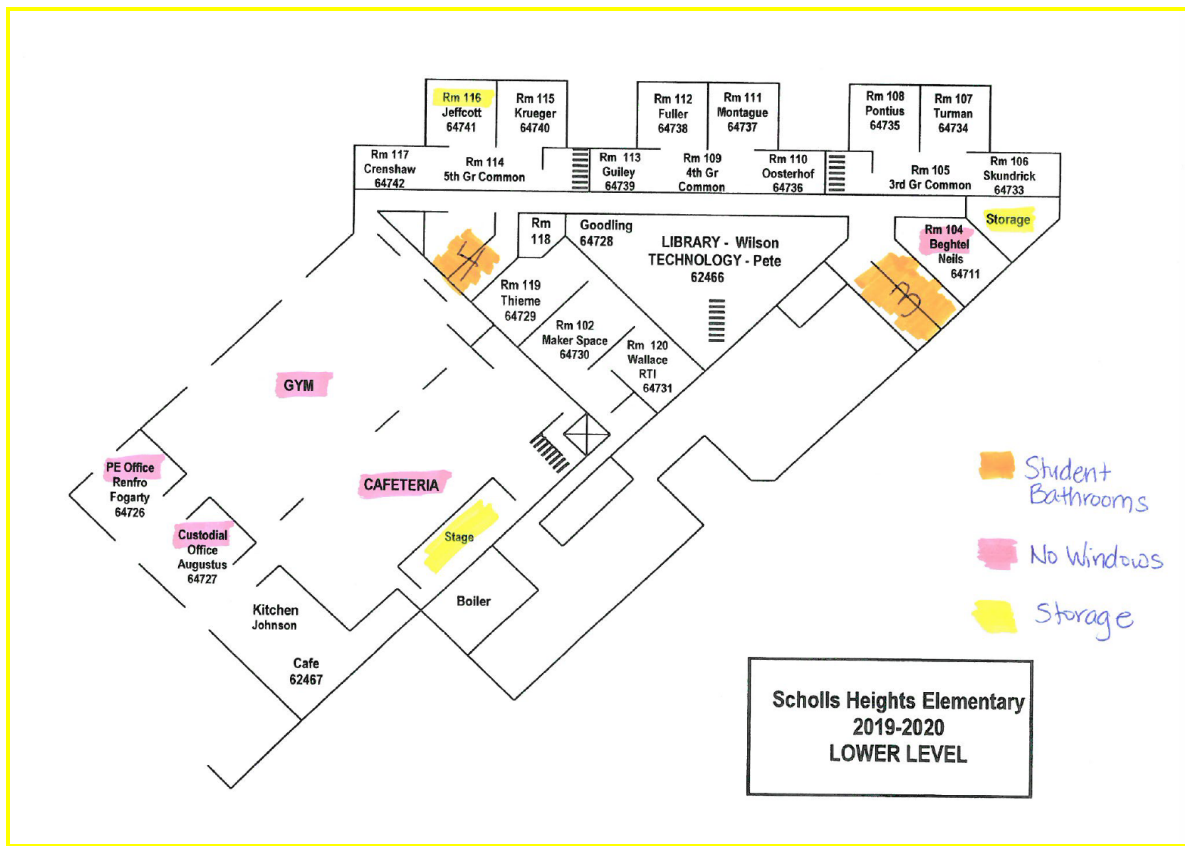 Rm 116
Jeffcott
64741
Rm 115
Krueger
64740
Rm 112
Fuller
64738
Rm 111
Montague
64737
Rm 108
Pontius
64735
Rm 107
Turman
64734
Rm 117
Crenshaw
64742
Rm 114
5th Gr Common
Rm 113
Guiley
64739
Rm 109
4th Gr
Common
Rm 110
Oosterhof
64736
Rm 105
3rd Gr Common
Rm 106
Skundrick
64733
Storage
Rm 104
Beghtel
Neils
64711
Rm
118
Goodling
64728
LIBRARY - Wilson
TECHNOLOGY - Pete
62466
A
B
Rm 119
Thieme
64729
Rm 102
Maker Space
64730
Rm 120
Wallace
RTI
64731
GYM
CAFETERIA
PE Office
Renfro
Fogarty
64726
Custodial
Office
Augustus
64727
Stage
Boiler
Kitchen
Johnson
Cafe
62467
Student
Bathrooms
No Windows
Storage
Scholls Heights Elementary
2019-2020
LOWER LEVEL